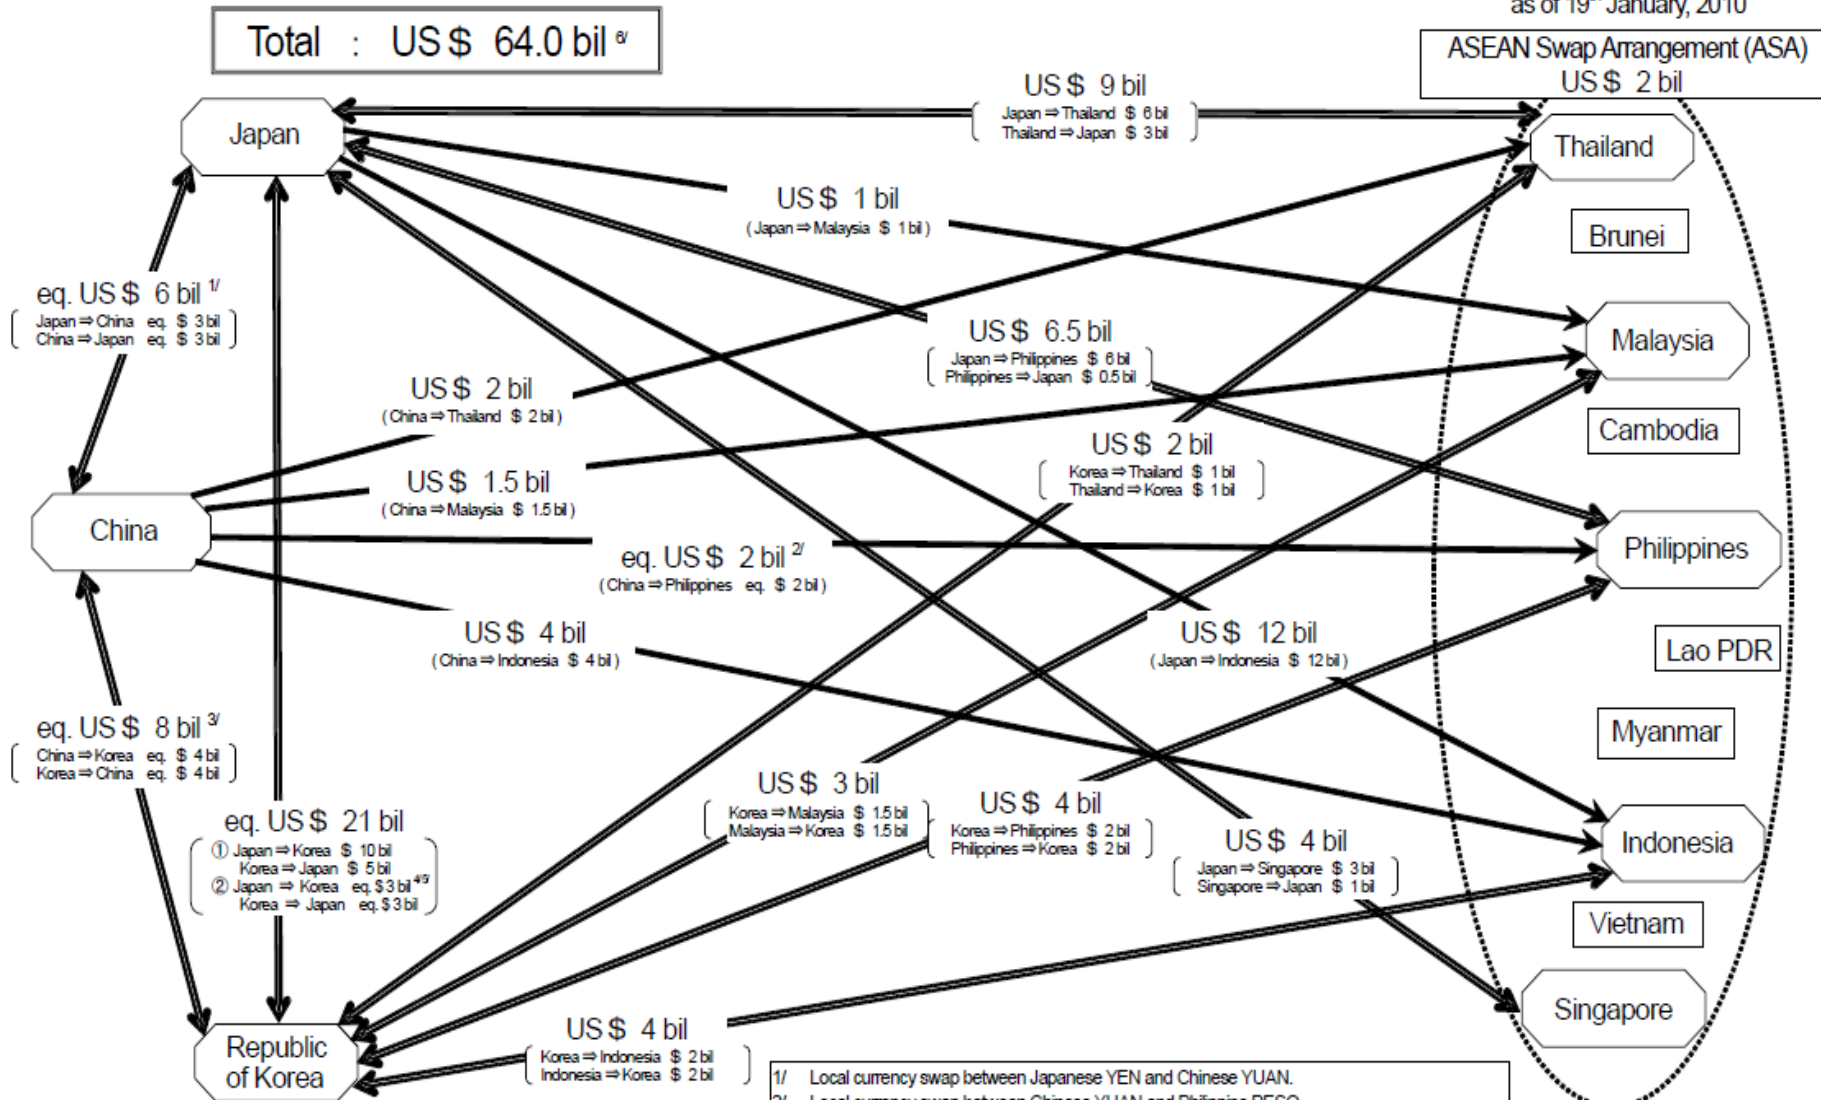 as of 19th January, 2010
Total : US$ 64.0 bil 6/
ASEAN Swap Arrangement (ASA)
US$ 2 bil
US$ 9 bil
Japan⇒Thailand $ 6 bil
Thailand⇒Japan $ 3 bil
Japan
Thailand
US$ 1 bil
(Japan⇒Malaysia $ 1 bil)
Brunei
eq. US$ 6 bil 1/
Japan⇒China eq. $ 3 bil
China⇒Japan eq. $ 3 bil
US$ 6.5 bil
Japan⇒Philippines $ 6 bil
Philippines⇒Japan $ 0.5 bil
Malaysia
US$ 2 bil
(China⇒Thailand $ 2 bil)
Cambodia
US$ 2 bil
Korea⇒Thailand $ 1 bil
Thailand⇒Korea $ 1 bil
US$ 1.5 bil
(China⇒Malaysia $ 1.5 bil)
China
eq. US$ 2 bil 2/
(China⇒Philippines eq. $ 2 bil)
Philippines
US$ 4 bil
(China⇒Indonesia $ 4 bil)
US$ 12 bil
(Japan⇒Indonesia $ 12 bil)
Lao PDR
Myanmar
eq. US$ 8 bil 3/
China⇒Korea eq. $ 4 bil
Korea⇒China eq. $ 4 bil
US$ 3 bil
Korea⇒Malaysia $ 1.5 bil
Malaysia⇒Korea $ 1.5 bil
US$ 4 bil
Korea⇒Philippines $ 2 bil
Philippines⇒Korea $ 2 bil
eq. US$ 21 bil
① Japan⇒Korea $ 10 bil
Korea⇒Japan $ 5 bil
② Japan ⇒ Korea eq. $ 3 bil 4/5/
Korea ⇒ Japan eq. $ 3 bil
US$ 4 bil
Japan⇒Singapore $ 3 bil
Singapore⇒Japan $ 1 bil
Indonesia
Vietnam
Singapore
US$ 4 bil
Korea⇒Indonesia $ 2 bil
Indonesia⇒Korea $ 2 bil
Republic
of Korea
1/ Local currency swap between Japanese YEN and Chinese YUAN.
2/ Local currency swap between Chinese YUAN and Philippine PESO.